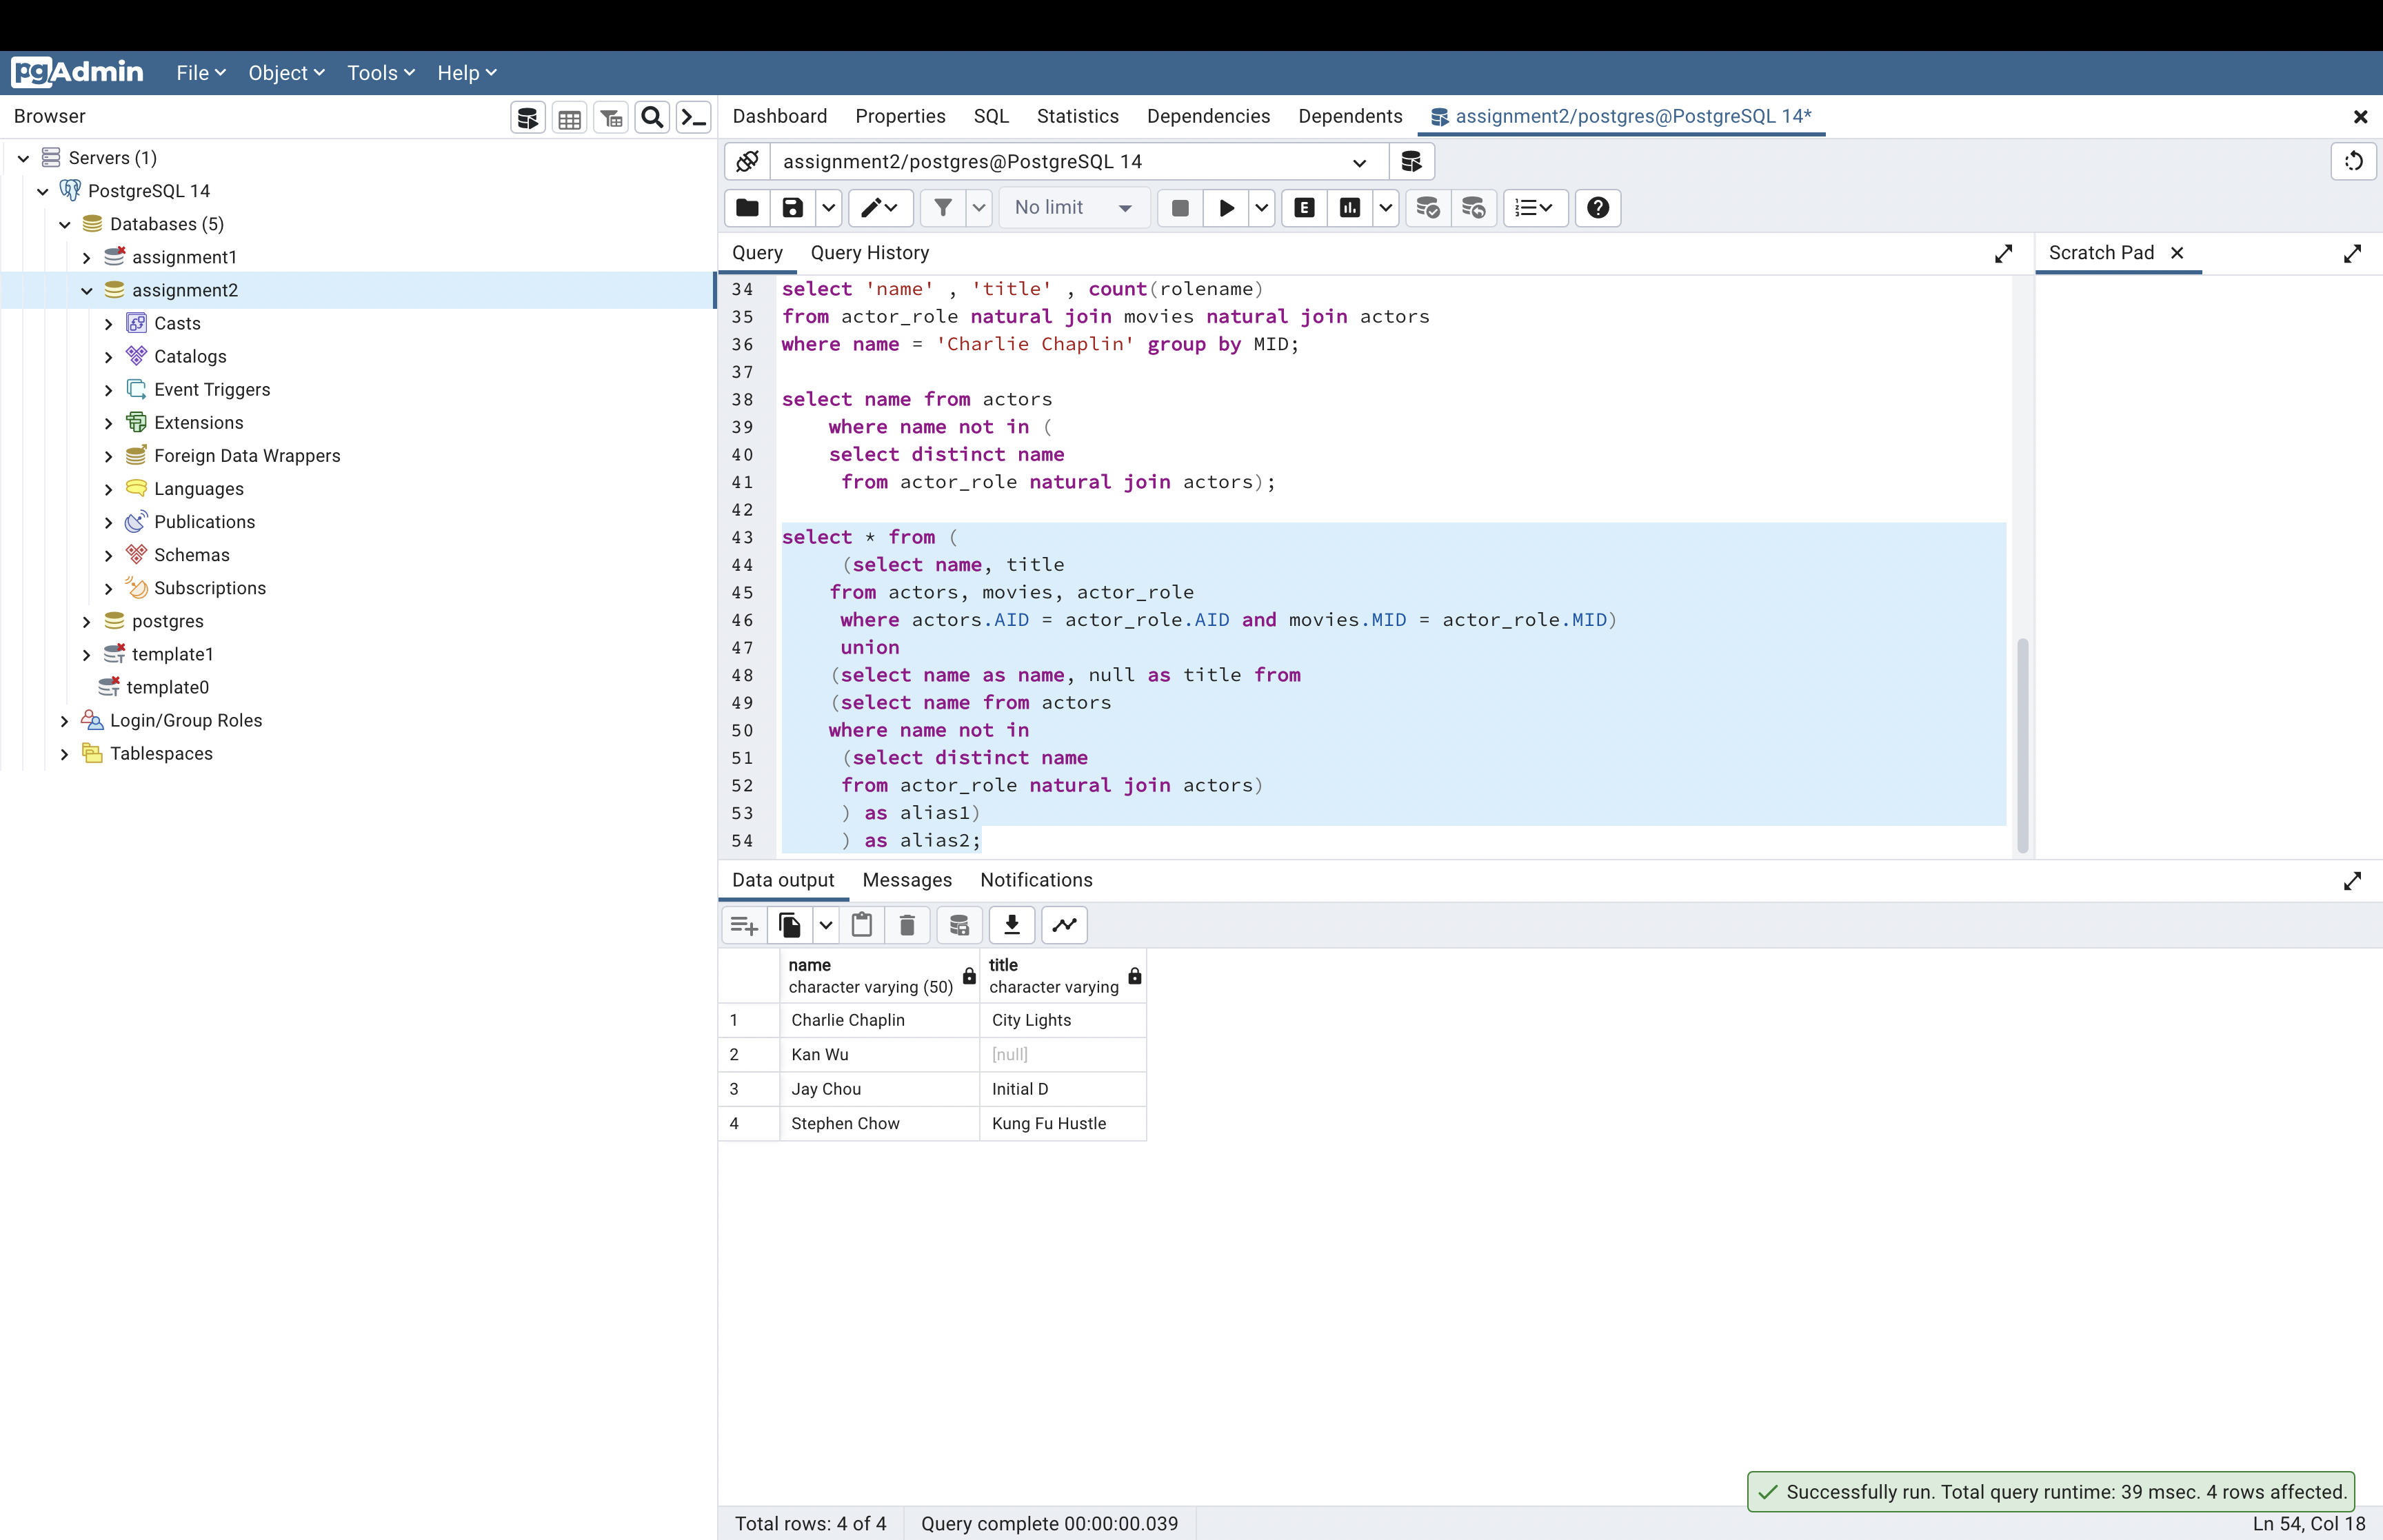 pgAdmin File Object Tools Help
Browser
Servers (1)
PostgreSQL 14
Databases (5)
assignment1
assignment2
Casts
Catalogs
Event Triggers
Extensions
Foreign Data Wrappers
Languages
Publications
Schemas
Subscriptions
postgres
template1
template0
Login/Group Roles
Tablespaces
Dashboard Properties SQL Statistics Dependencies Dependents assignment2/postgres@PostgreSQL 14*
assignment2/postgres@PostgreSQL 14
No limit E
Query Query History
Scratch Pad
34 select 'name' , 'title' , count(rolename)
35 from actor_role natural join movies natural join actors
36 where name = 'Charlie Chaplin' group by MID;
37
38 select name from actors
39 where name not in (
40 select distinct name
41 from actor_role natural join actors);
42
43 select * from (
44 (select name, title
45 from actors, movies, actor_role
46 where actors.AID = actor_role.AID and movies.MID = actor_role.MID)
47 union
48 (select name as name, null as title from
49 (select name from actors
50 where name not in
51 (select distinct name
52 from actor_role natural join actors)
53 ) as alias1)
54 ) as alias2;
Data output Messages Notifications
name title
character varying (50) character varying
1 Charlie Chaplin City Lights
2 Kan Wu [null]
3 Jay Chou Initial D
4 Stephen Chow Kung Fu Hustle
Successfully run. Total query runtime: 39 msec. 4 rows affected.
Total rows: 4 of 4 Query complete 00:00:00.039 Ln 54, Col 18